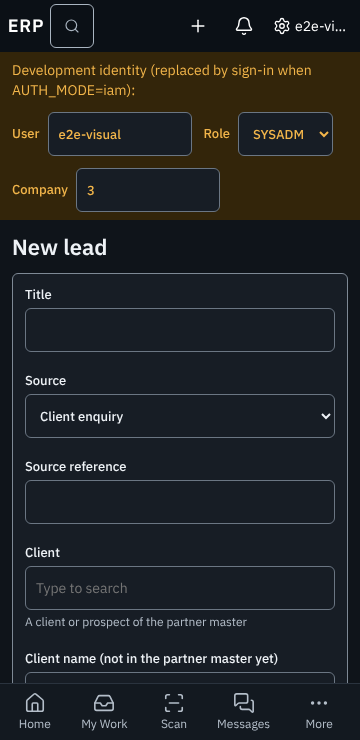 ERP
e2e-vi...
Development identity (replaced by sign-in when
AUTH_MODE=iam):
User
e2e-visual
Role
SYSADM
Company
3
New lead
Title
Source
Client enquiry
Source reference
Client
Type to search
A client or prospect of the partner master
Client name (not in the partner master yet)
Home
My Work
Scan
Messages
More